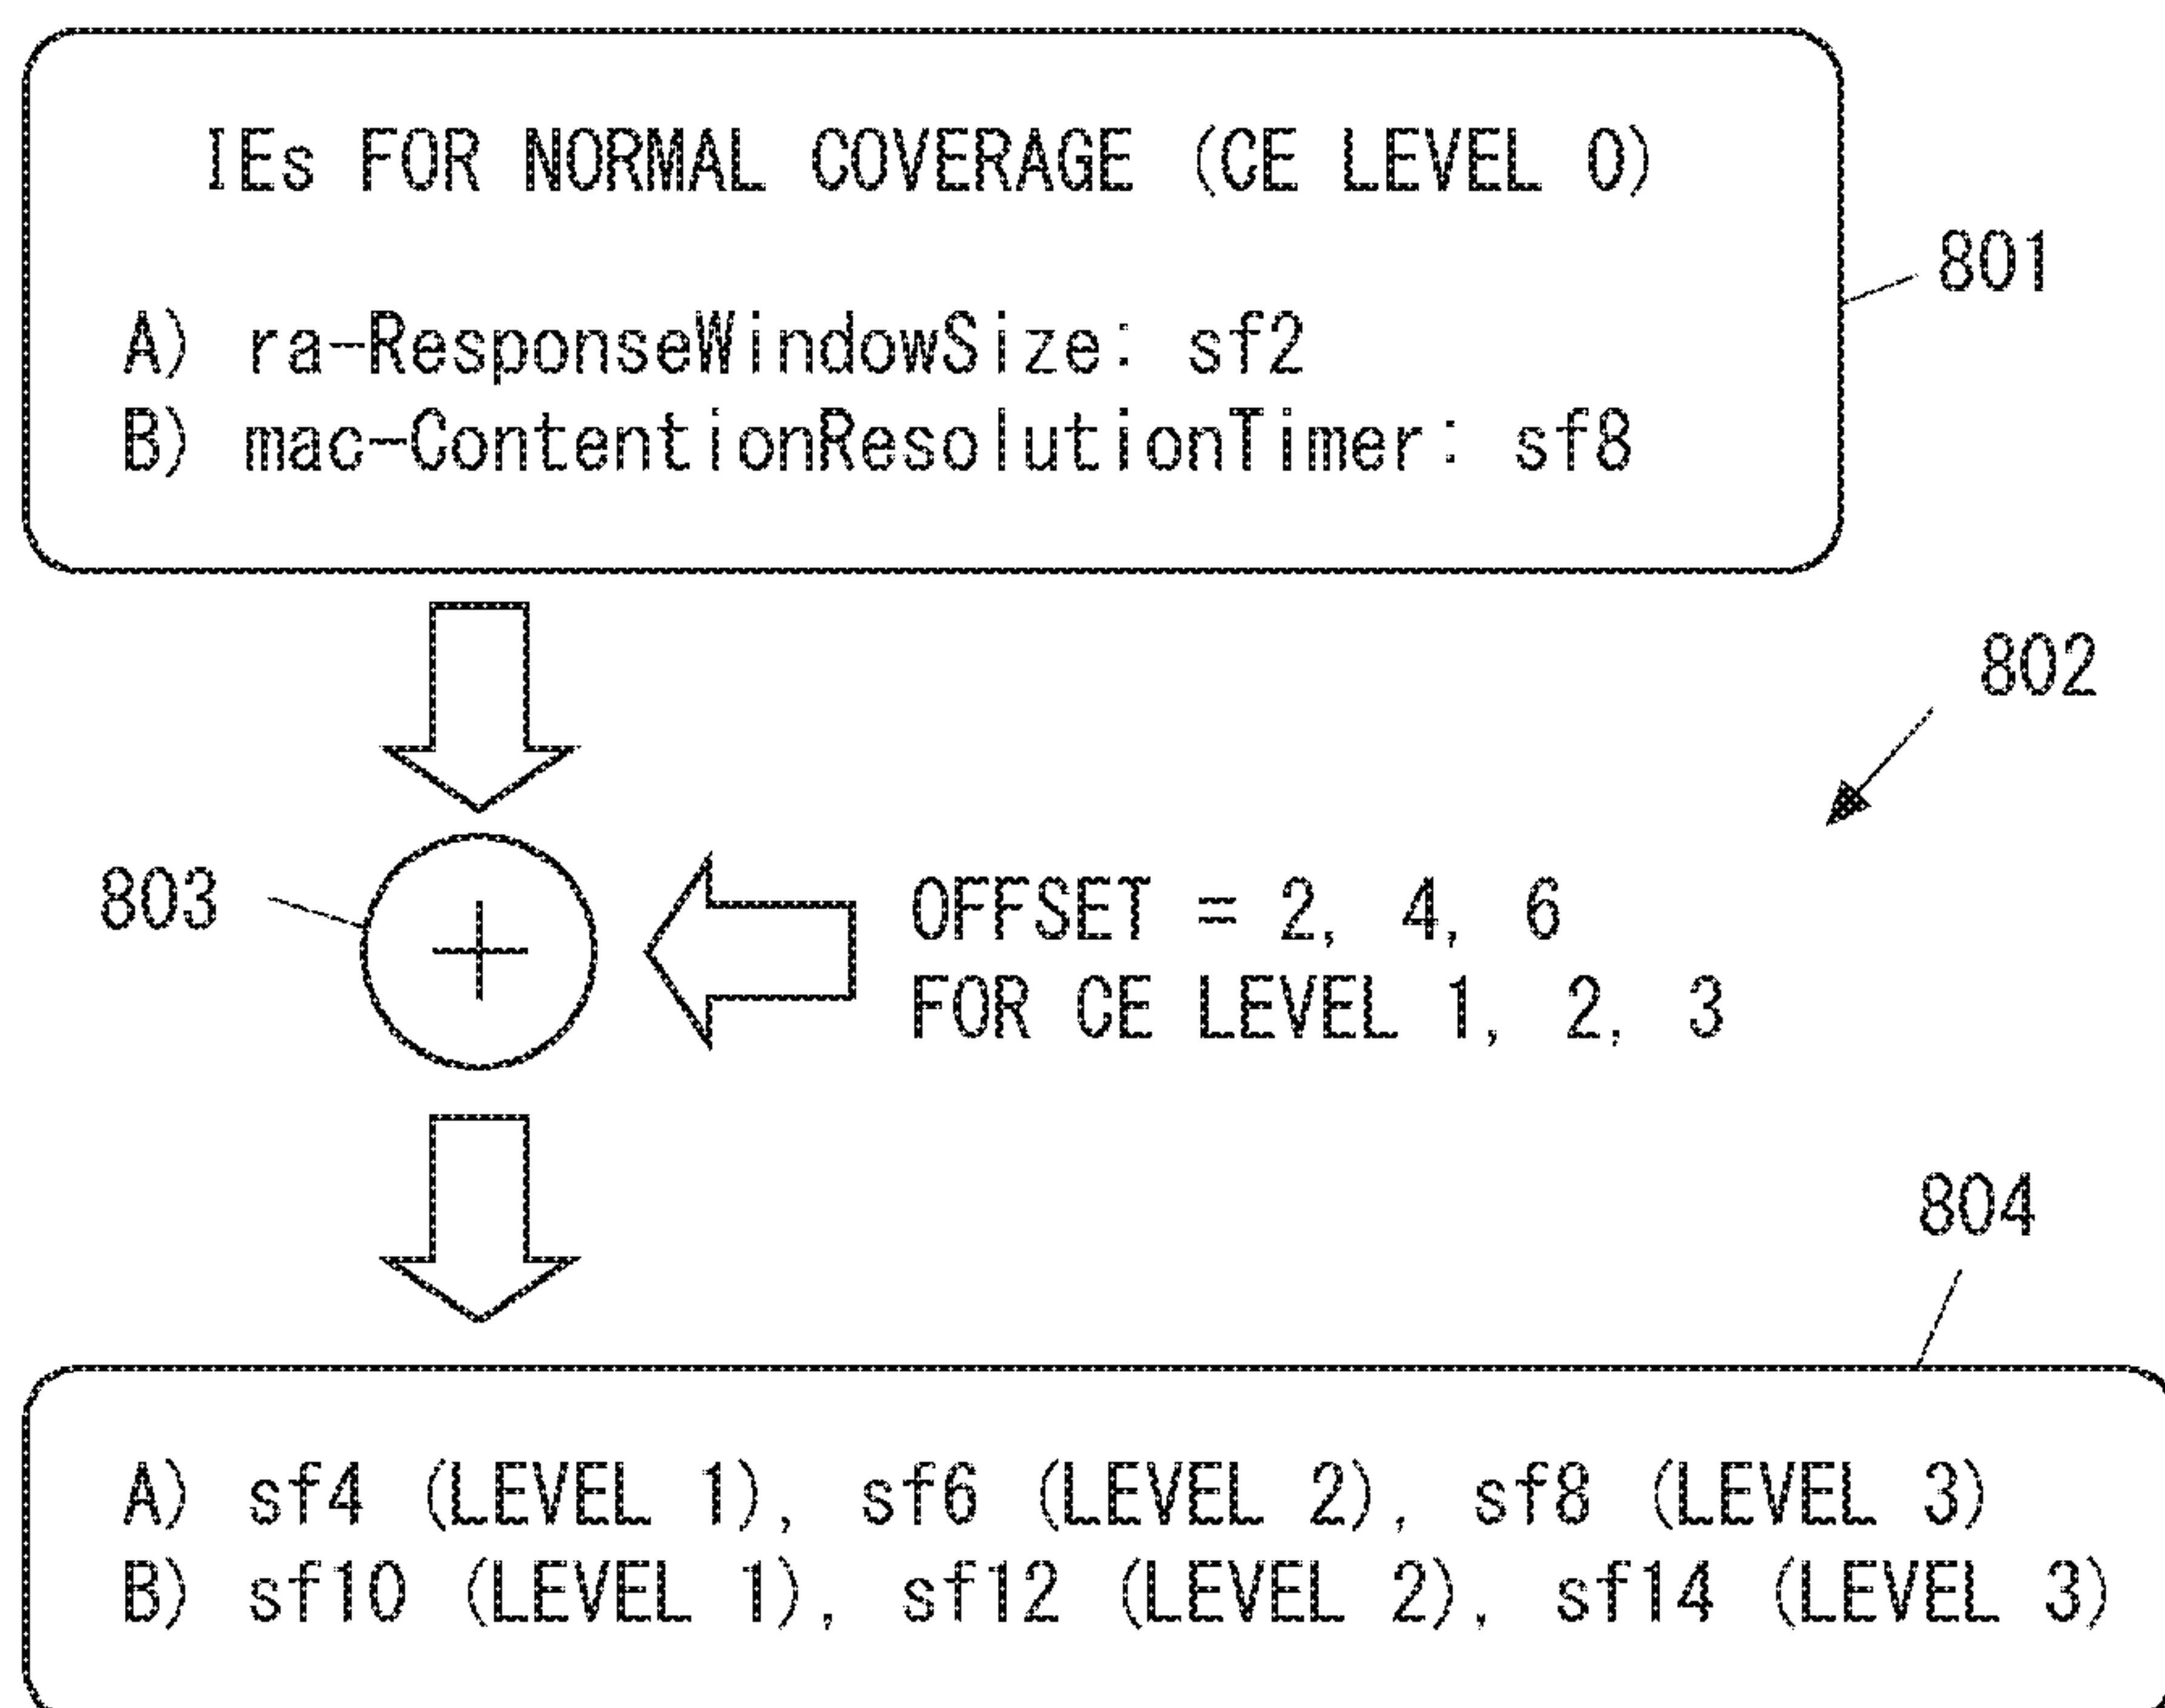 IEs FOR NORMAL COVERAGE (CE LEVEL 0)
801
A) ra-ResponseWindowSize: sf2
B) mac-ContentionResolutionTimer: sf8
802
803
+
OFFSET = 2, 4, 6
FOR CE LEVEL 1, 2, 3
804
A) sf4 (LEVEL 1), sf6 (LEVEL 2), sf8 (LEVEL 3)
B) sf10 (LEVEL 1), sf12 (LEVEL 2), sf14 (LEVEL 3)